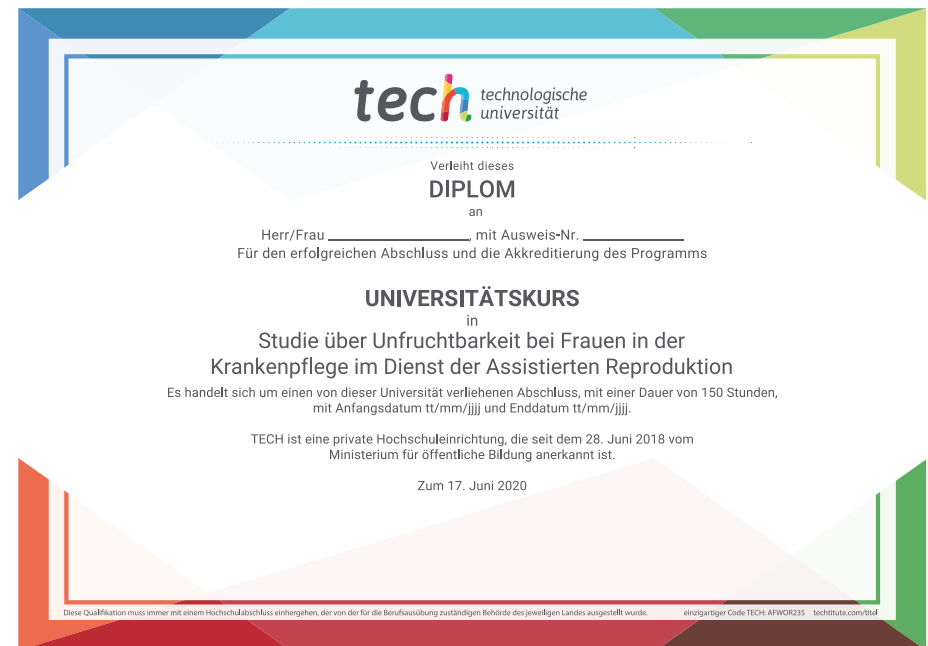 tech technologische
universität
Verleiht dieses
DIPLOM
an
Herr/Frau ____________________, mit Ausweis-Nr. ______________
Für den erfolgreichen Abschluss und die Akkreditierung des Programms
UNIVERSITÄTSKURS
in
Studie über Unfruchtbarkeit bei Frauen in der
Krankenpflege im Dienst der Assistierten Reproduktion
Es handelt sich um einen von dieser Universität verliehenen Abschluss, mit einer Dauer von 150 Stunden,
mit Anfangsdatum tt/mm/jjjj und Enddatum tt/mm/jjjj.
TECH ist eine private Hochschuleinrichtung, die seit dem 28. Juni 2018 vom
Ministerium für öffentliche Bildung anerkannt ist.
Zum 17. Juni 2020
Diese Qualifikation muss immer mit einem Hochschulabschluss einhergehen, der von der für die Berufsausübung zuständigen Behörde des jeweiligen Landes ausgestellt wurde. einzigartiger Code TECH: AFWOR23S techtitute.com/titel